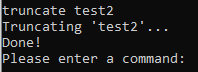 truncate test2
Truncating 'test2'...
Done!
Please enter a command: